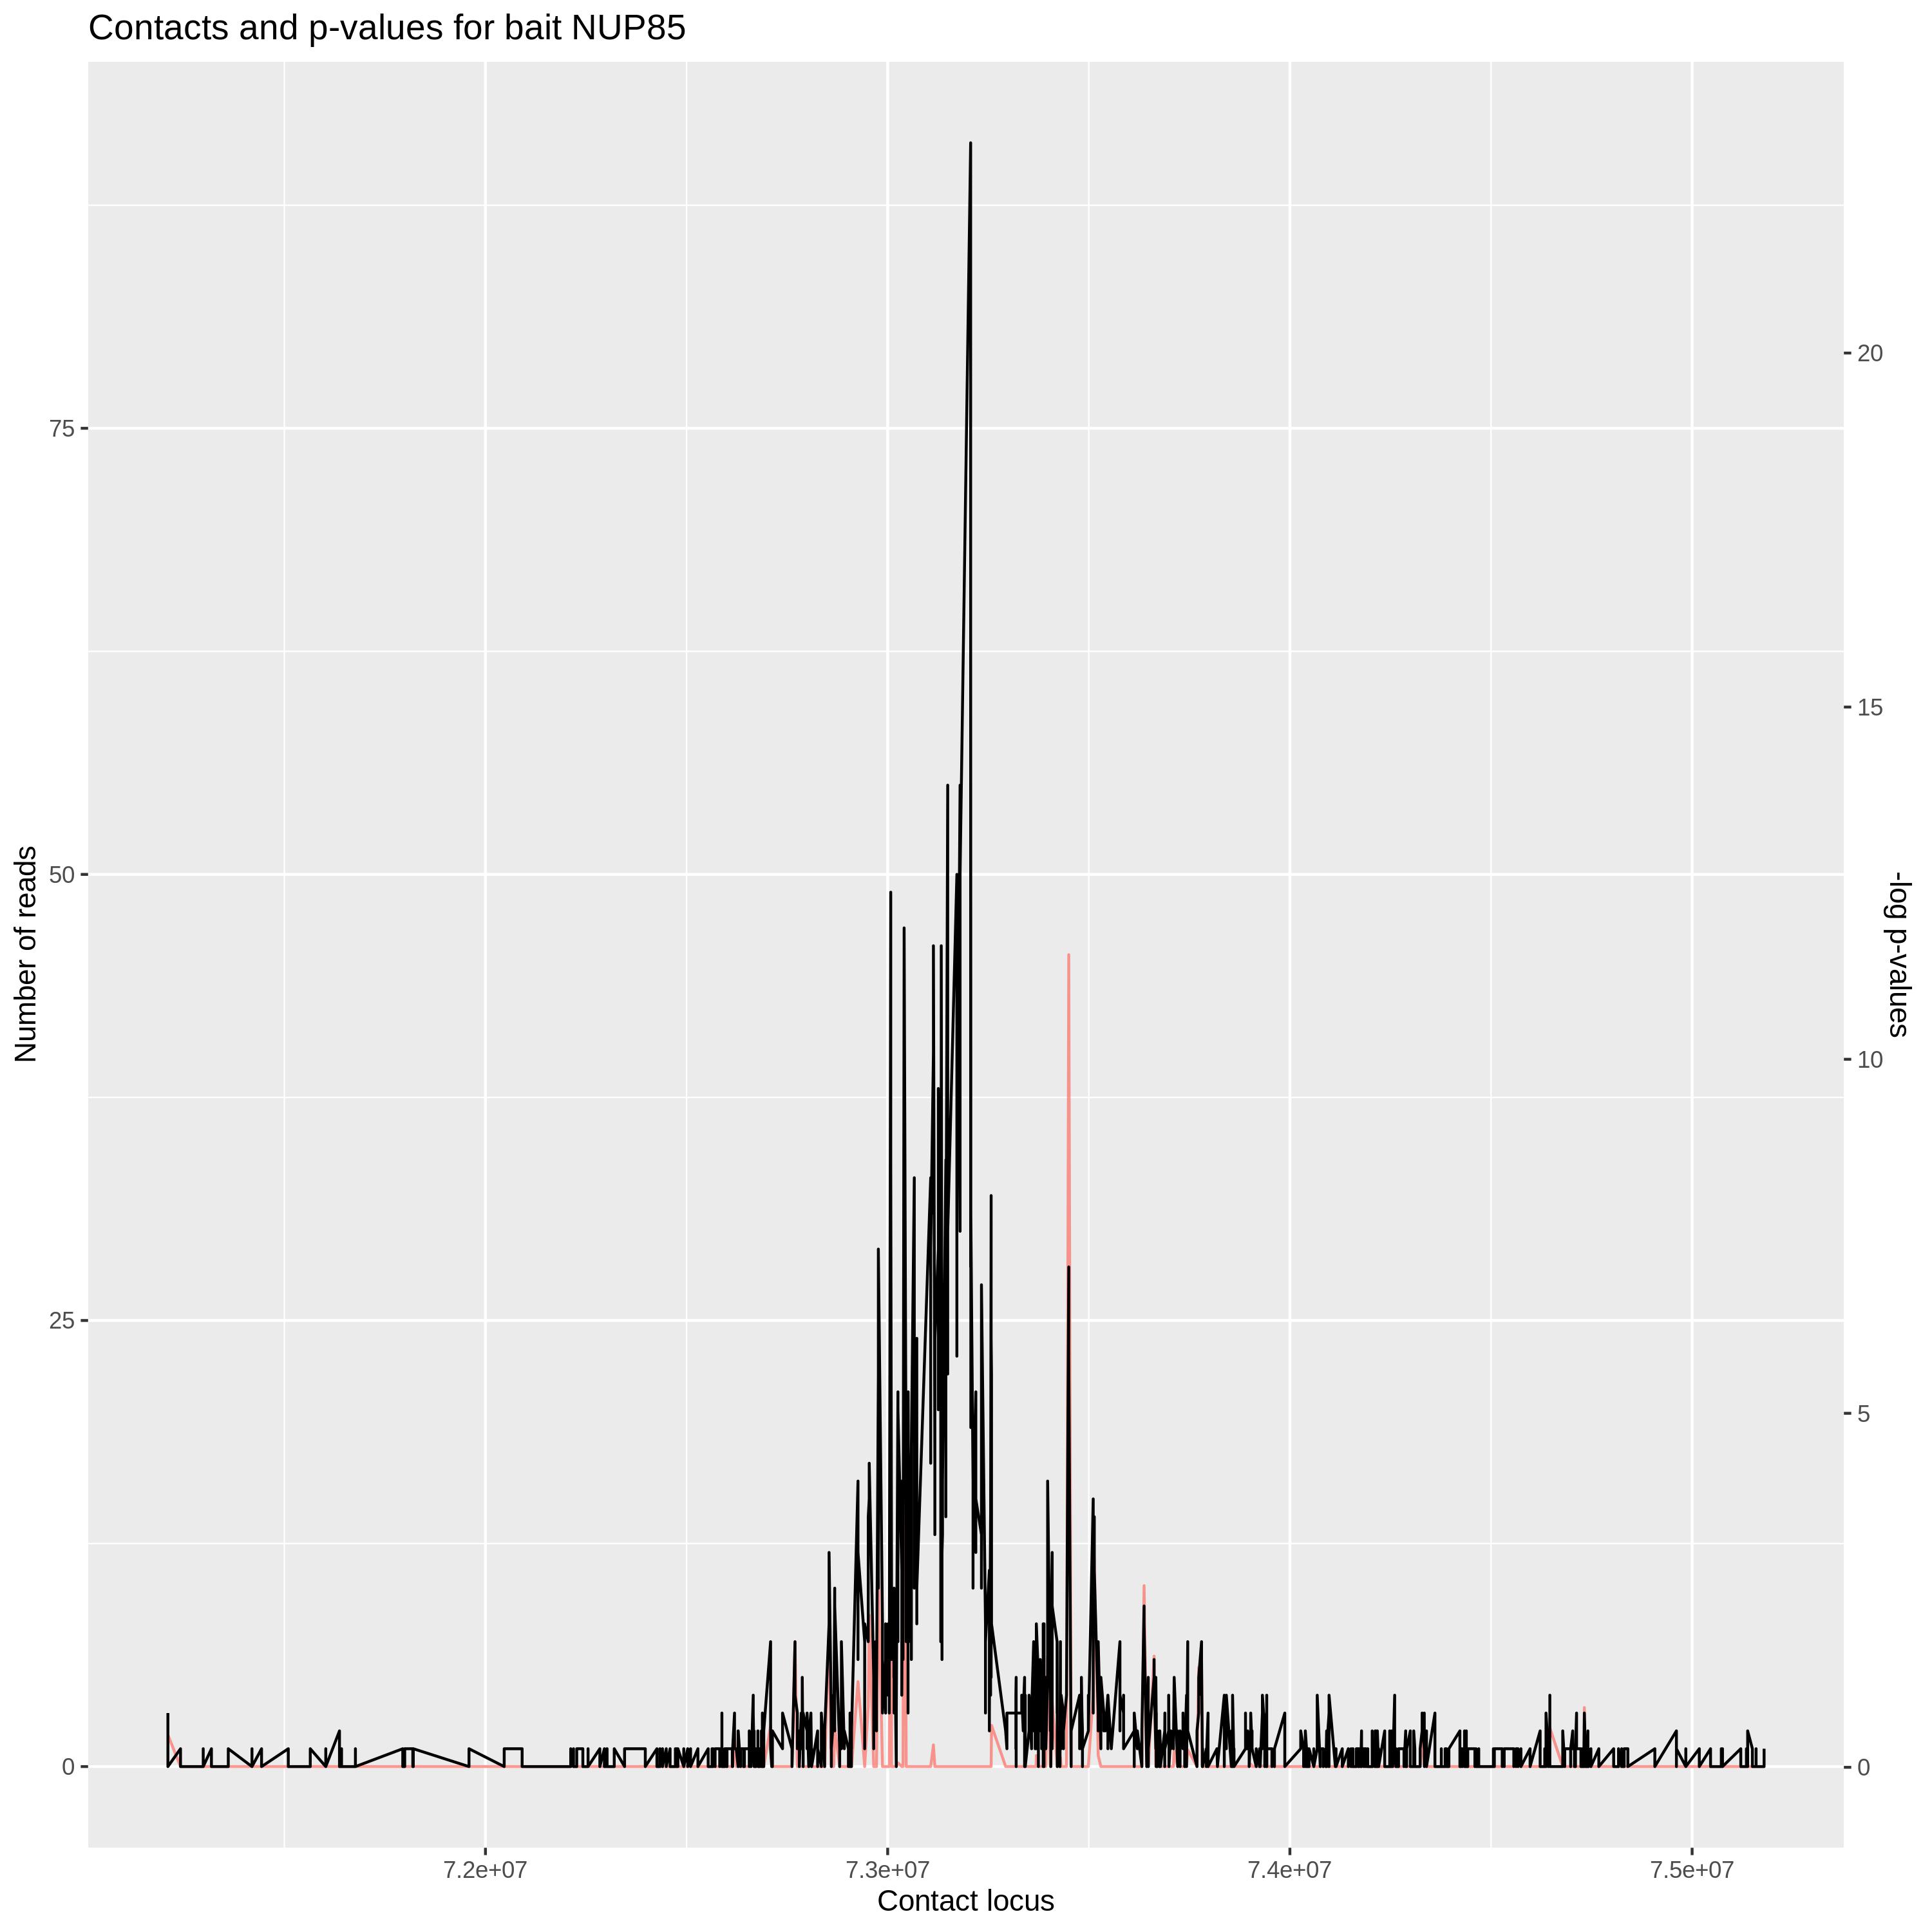 Contacts and p-values for bait NUP85
75
50
25
0
20
15
10
5
0
Number of reads
-log p-values
7.2e+07
7.3e+07
7.4e+07
7.5e+07
Contact locus